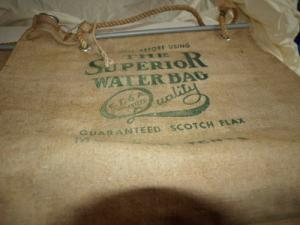 BEFORE USING
THE
SUPERIOR
WATER BAG
Quality
GUARANTEED SCOTCH FLAX